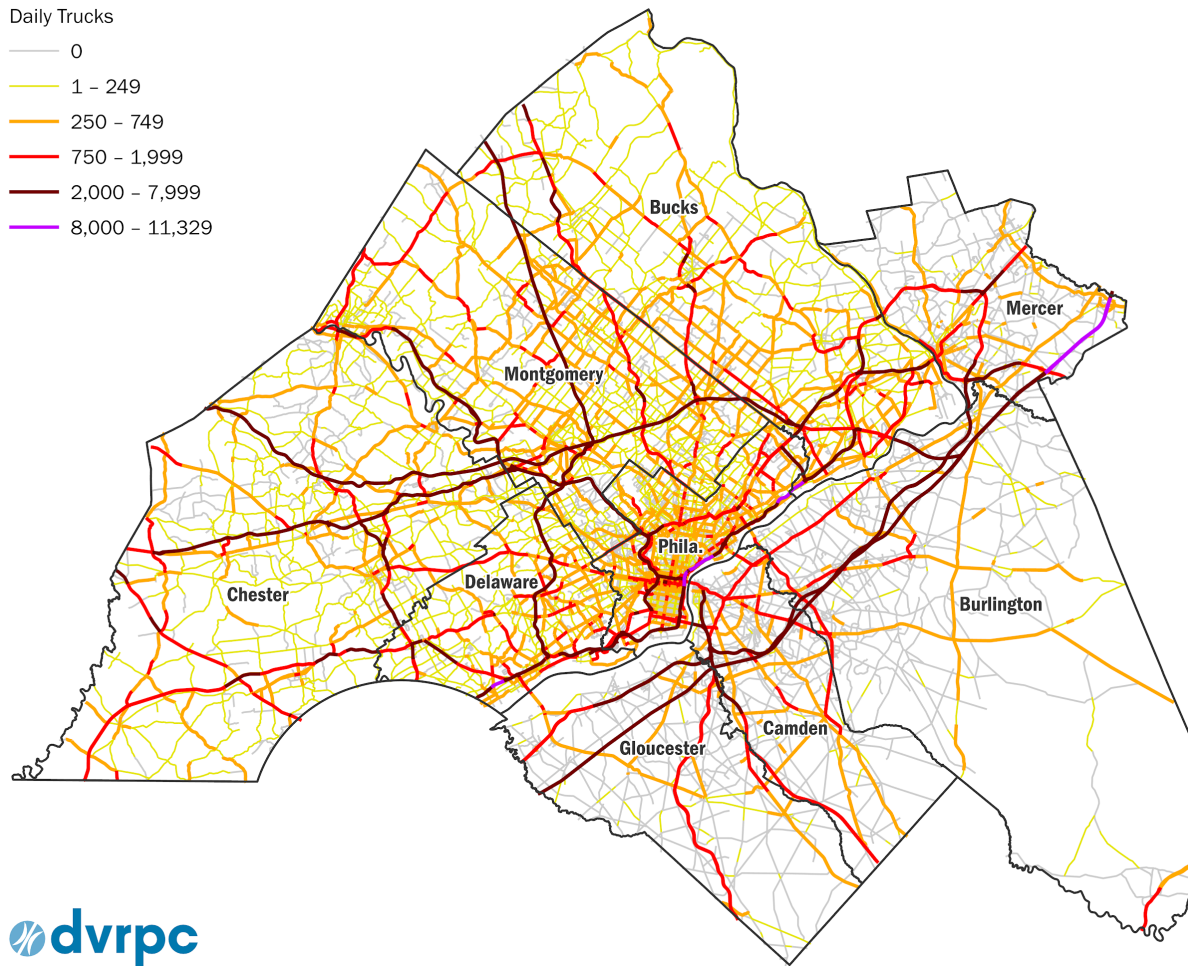 Daily Trucks
0
1 – 249
250 – 749
750 – 1,999
2,000 – 7,999
8,000 – 11,329
Bucks
Mercer
Montgomery
Phila.
Delaware
Chester
Burlington
Camden
Gloucester
dvrpc